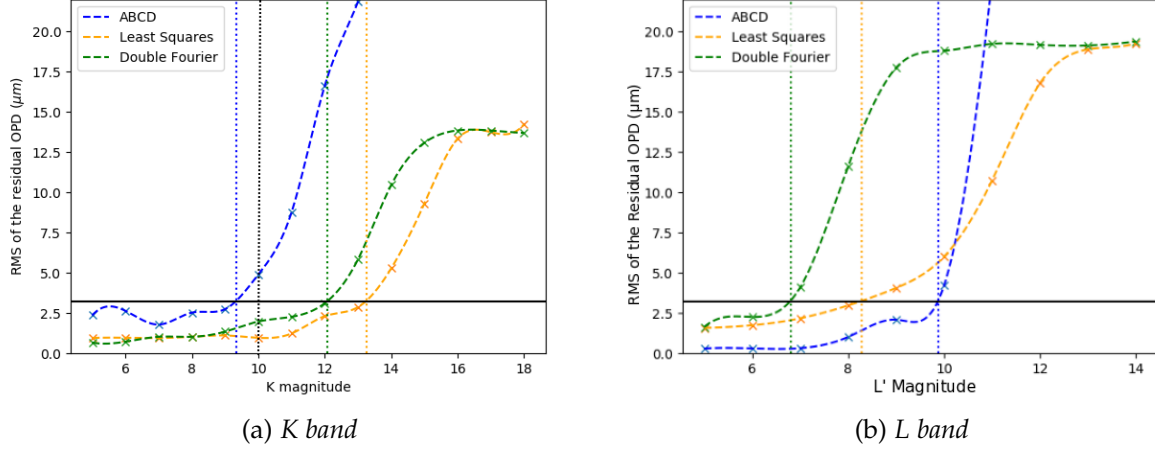 ABCD
Least Squares
Double Fourier
RMS of the residual OPD (μm)
20.0
17.5
15.0
12.5
10.0
7.5
5.0
2.5
0.0
6 8 10 12 14 16 18
K magnitude
(a) K band
ABCD
Least Squares
Double Fourier
RMS of the Residual OPD (μm)
20.0
17.5
15.0
12.5
10.0
7.5
5.0
2.5
0.0
6 8 10 12 14
L' Magnitude
(b) L band